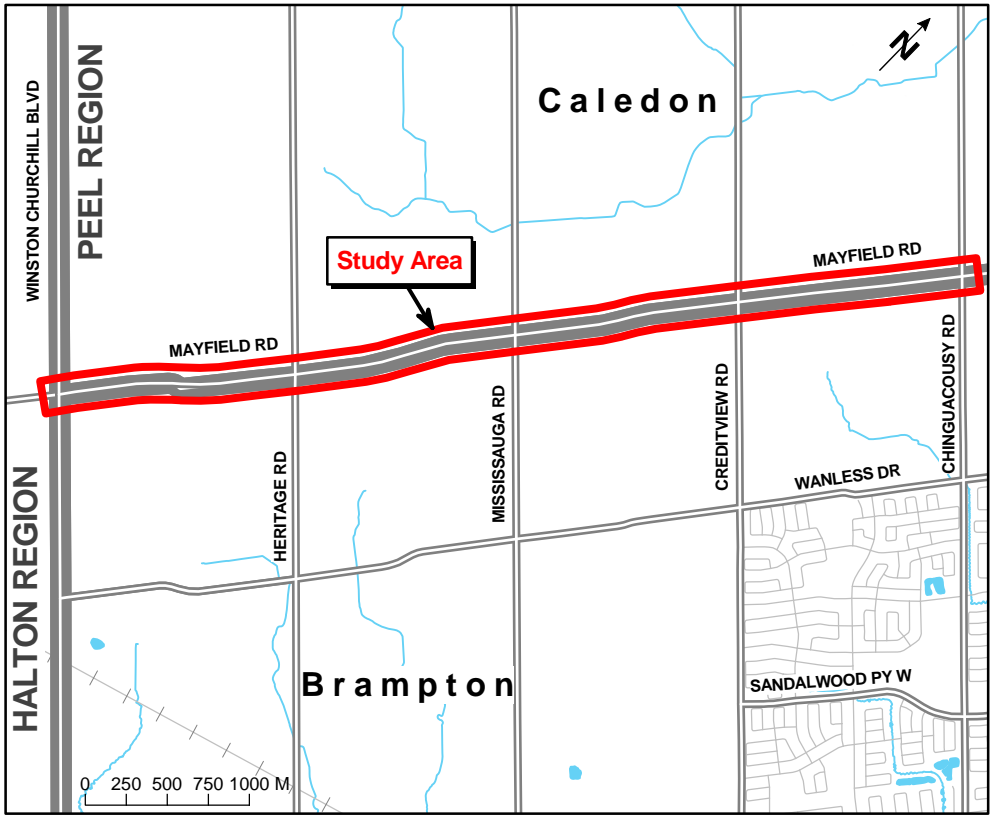 N
Caledon
WINSTON CHURCHILL BLVD
PEEL REGION
Study Area
MAYFIELD RD
MAYFIELD RD
CHINGUACOUSY RD
CREDITVIEW RD
MISSISSAUGA RD
HERITAGE RD
WANLESS DR
HALTON REGION
Brampton
SANDALWOOD PY W
0 250 500 750 1000 M